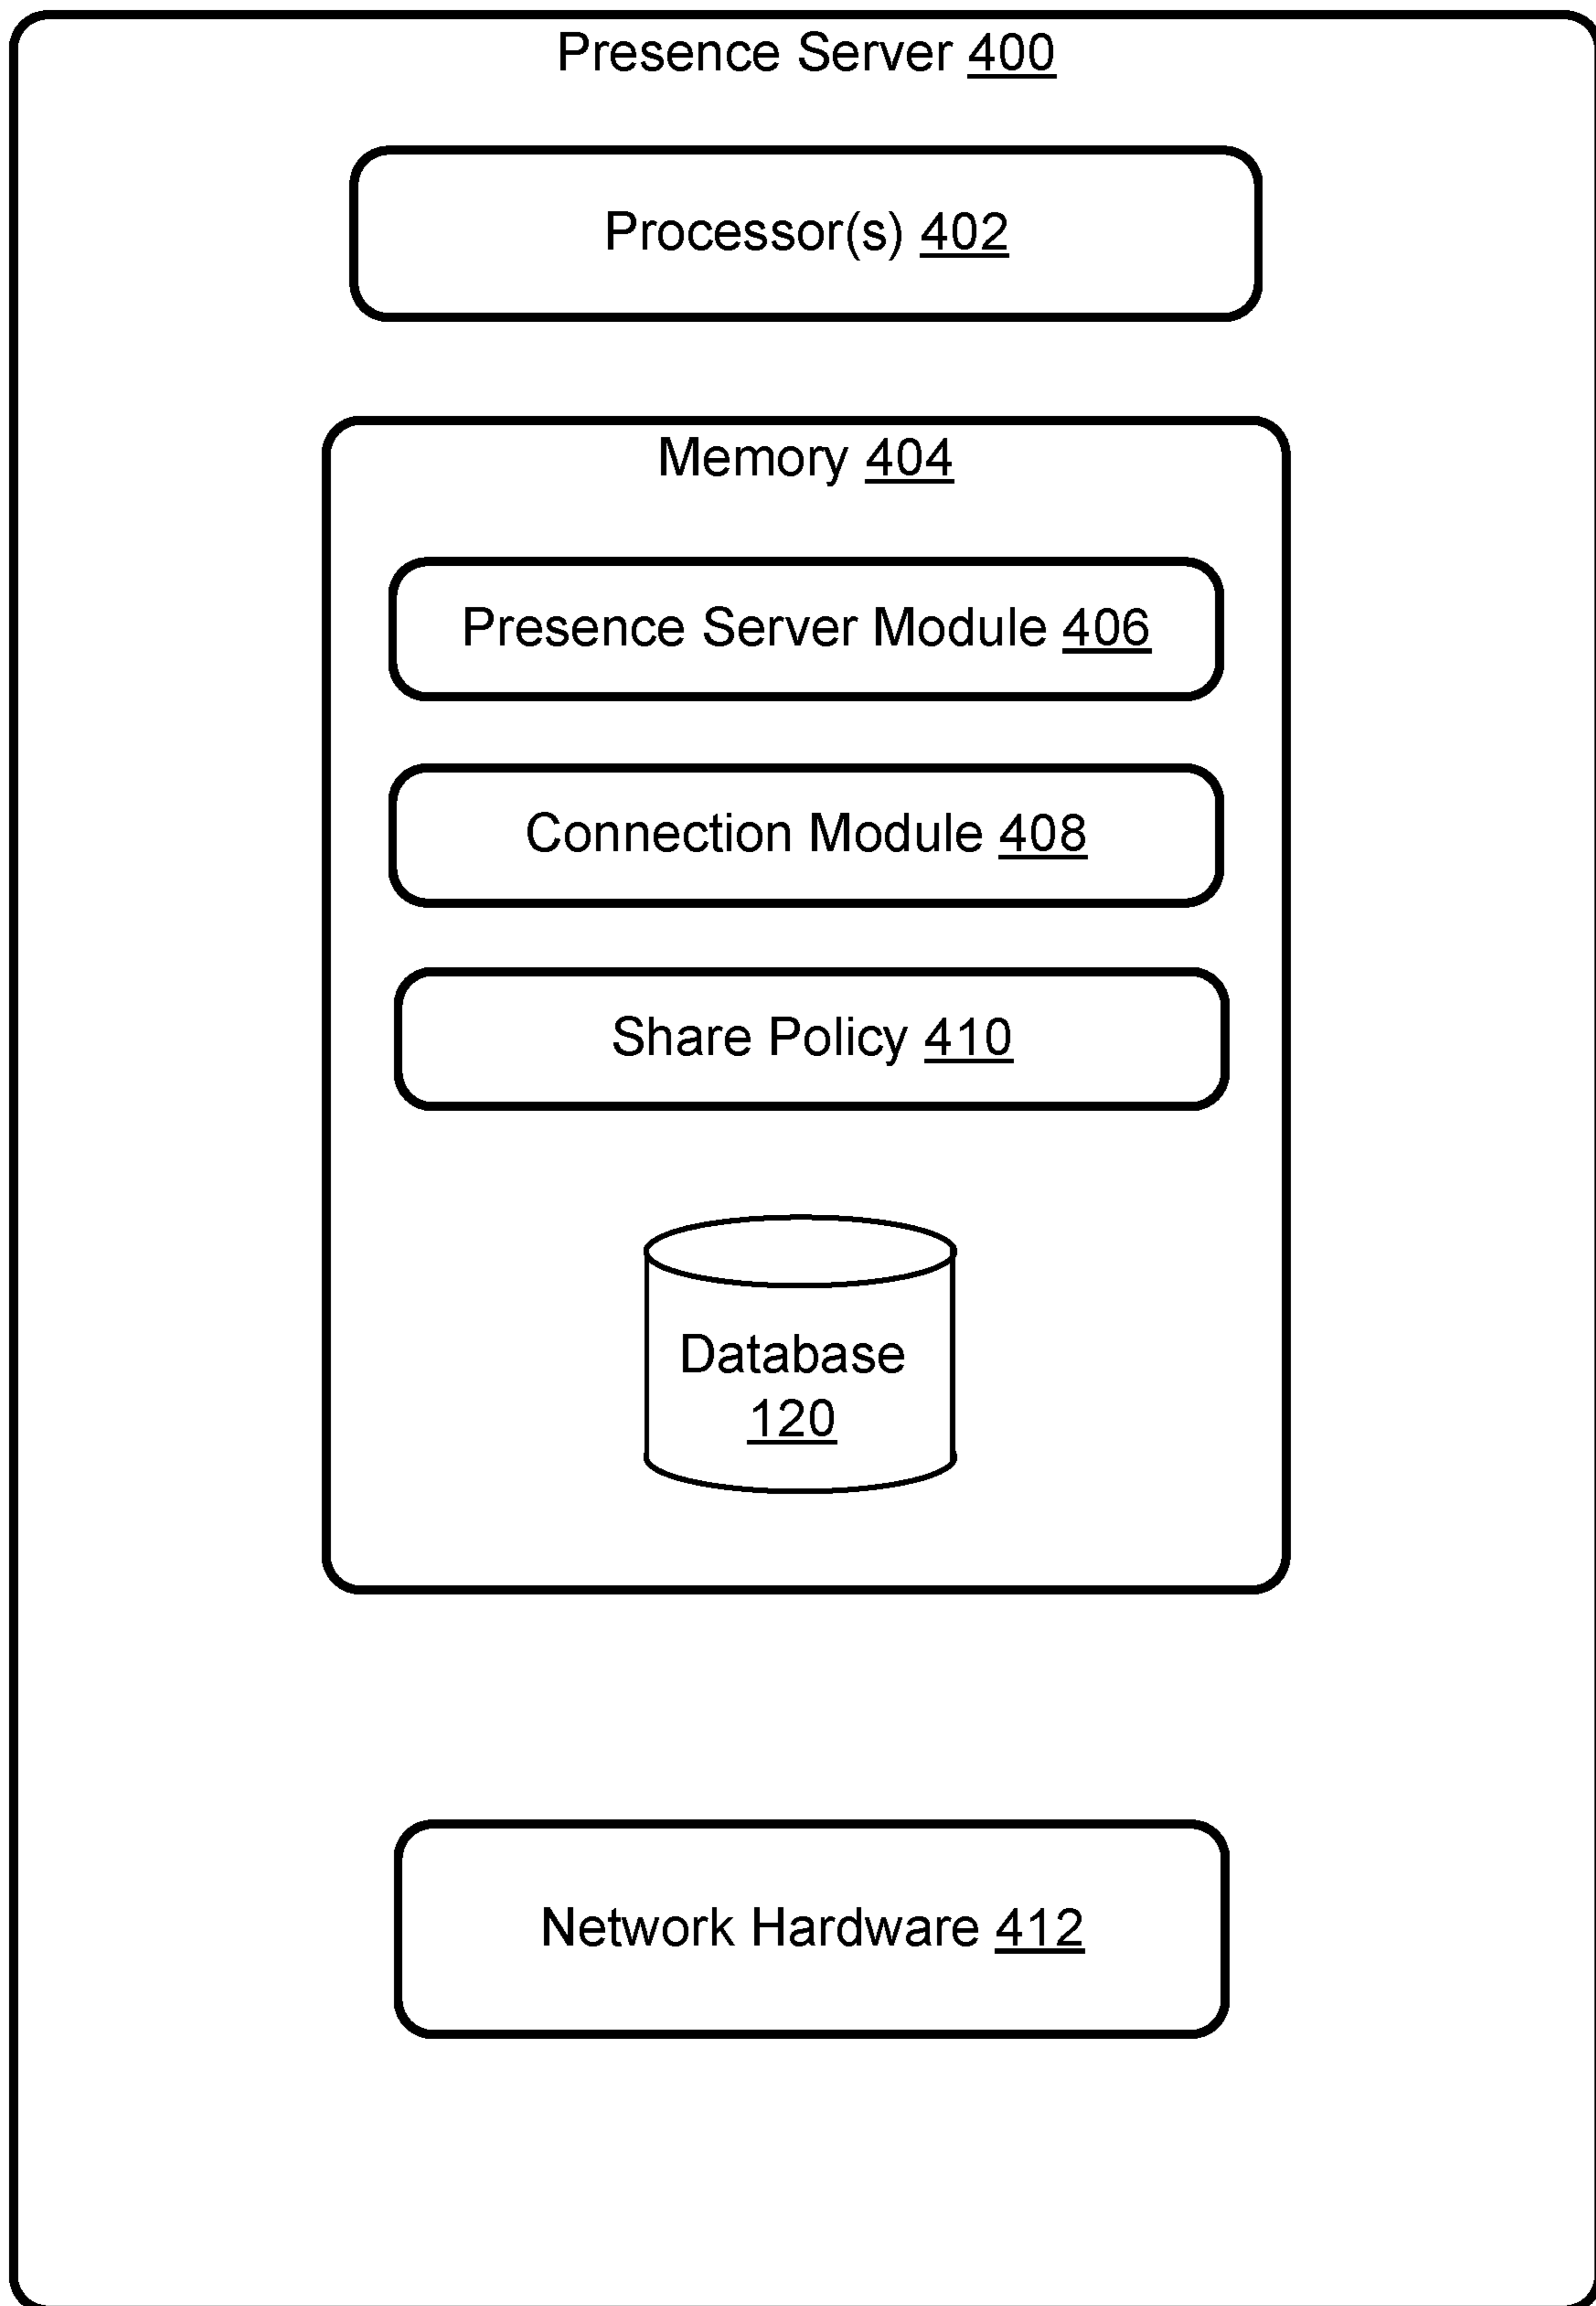 Presence Server 400
Processor(s) 402
Memory 404
Presence Server Module 406
Connection Module 408
Share Policy 410
Database
120
Network Hardware 412